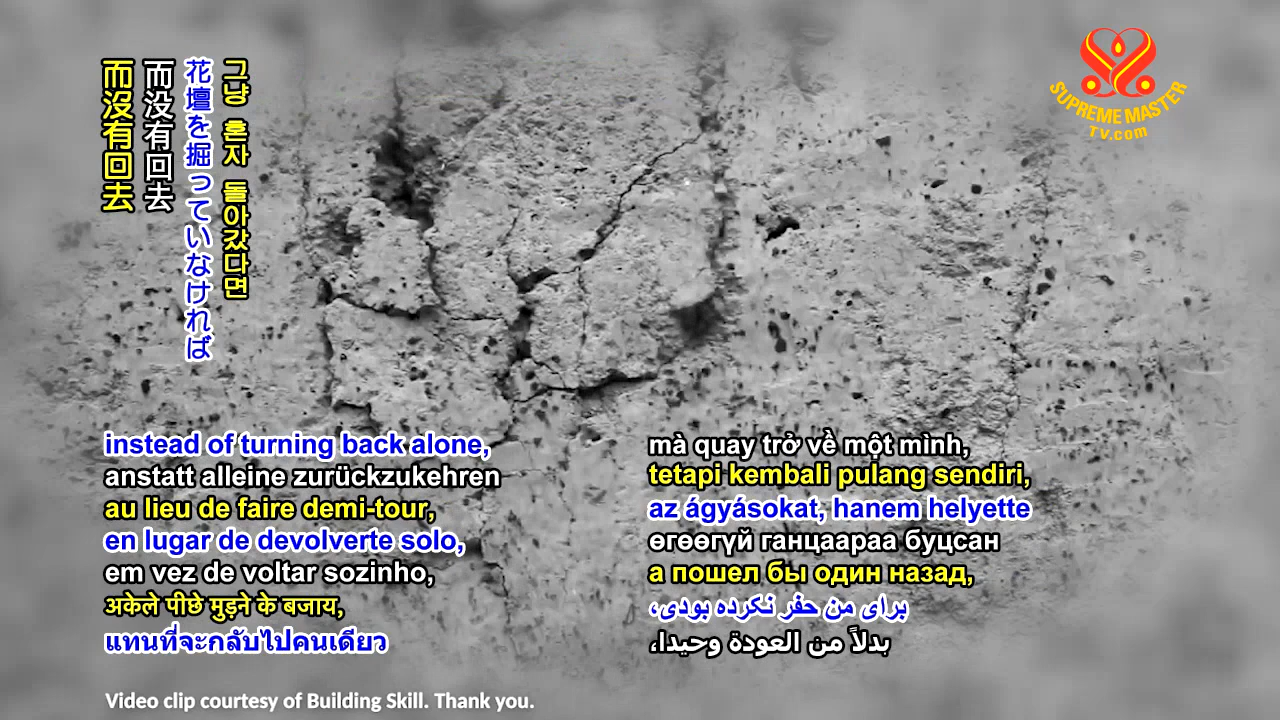 而沒有回去
而没有回去
花壇を掘っていなければ
그냥 혼자 돌아갔다면
SUPREME MASTER
TV.com
instead of turning back alone,
anstatt alleine zurückzukehren
au lieu de faire demi-tour,
en lugar de devolverte solo,
em vez de voltar sozinho,
अकेले पीछे मुड़ने के बजाय,
แทนที่จะกลับไปคนเดียว
mà quay trở về một mình,
tetapi kembali pulang sendiri,
az ágyásokat, hanem helyette
өгөөгүй ганцаараа буцсан
а пошел бы один назад,
برای من حفر نکرده بودی،
بدلاً من العودة وحيدا،
Video clip courtesy of Building Skill. Thank you.